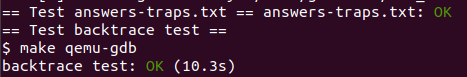 == Test answers-traps.txt == answers-traps.txt: OK
== Test backtrace test ==
$ make qemu-gdb
backtrace test: OK (10.3s)